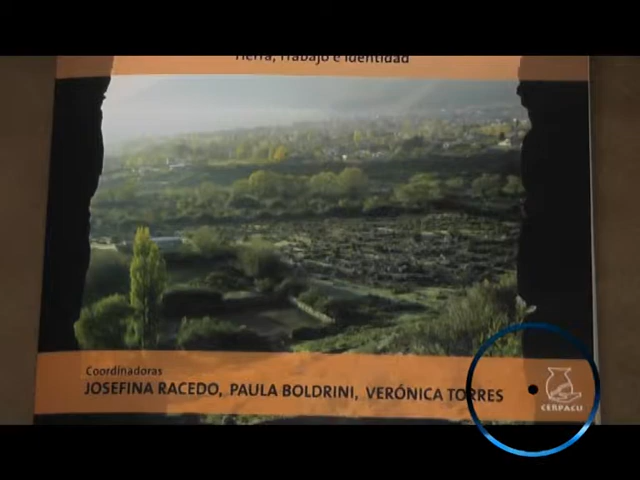 Tierra, Trabajo e Identidad
Coordinadoras
JOSEFINA RACEDO, PAULA BOLDRINI, VERÓNICA TORRES
CERPACU